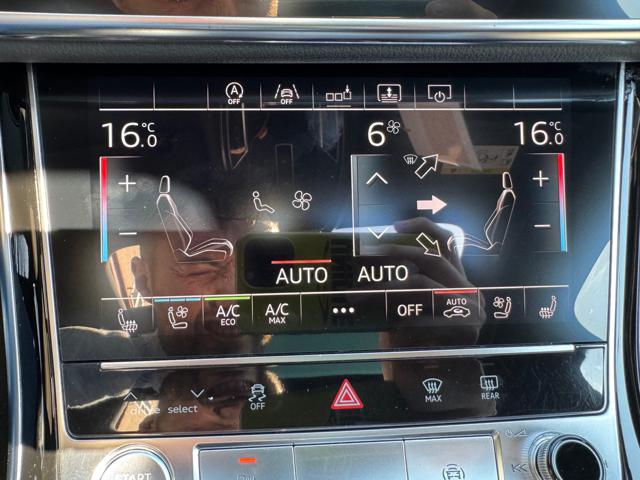 A OFF OFF
16.0 °C 6 16.0 °C
+ +
− −
AUTO AUTO
A/C ECO A/C MAX ••• OFF AUTO
drive select OFF MAX REAR
START